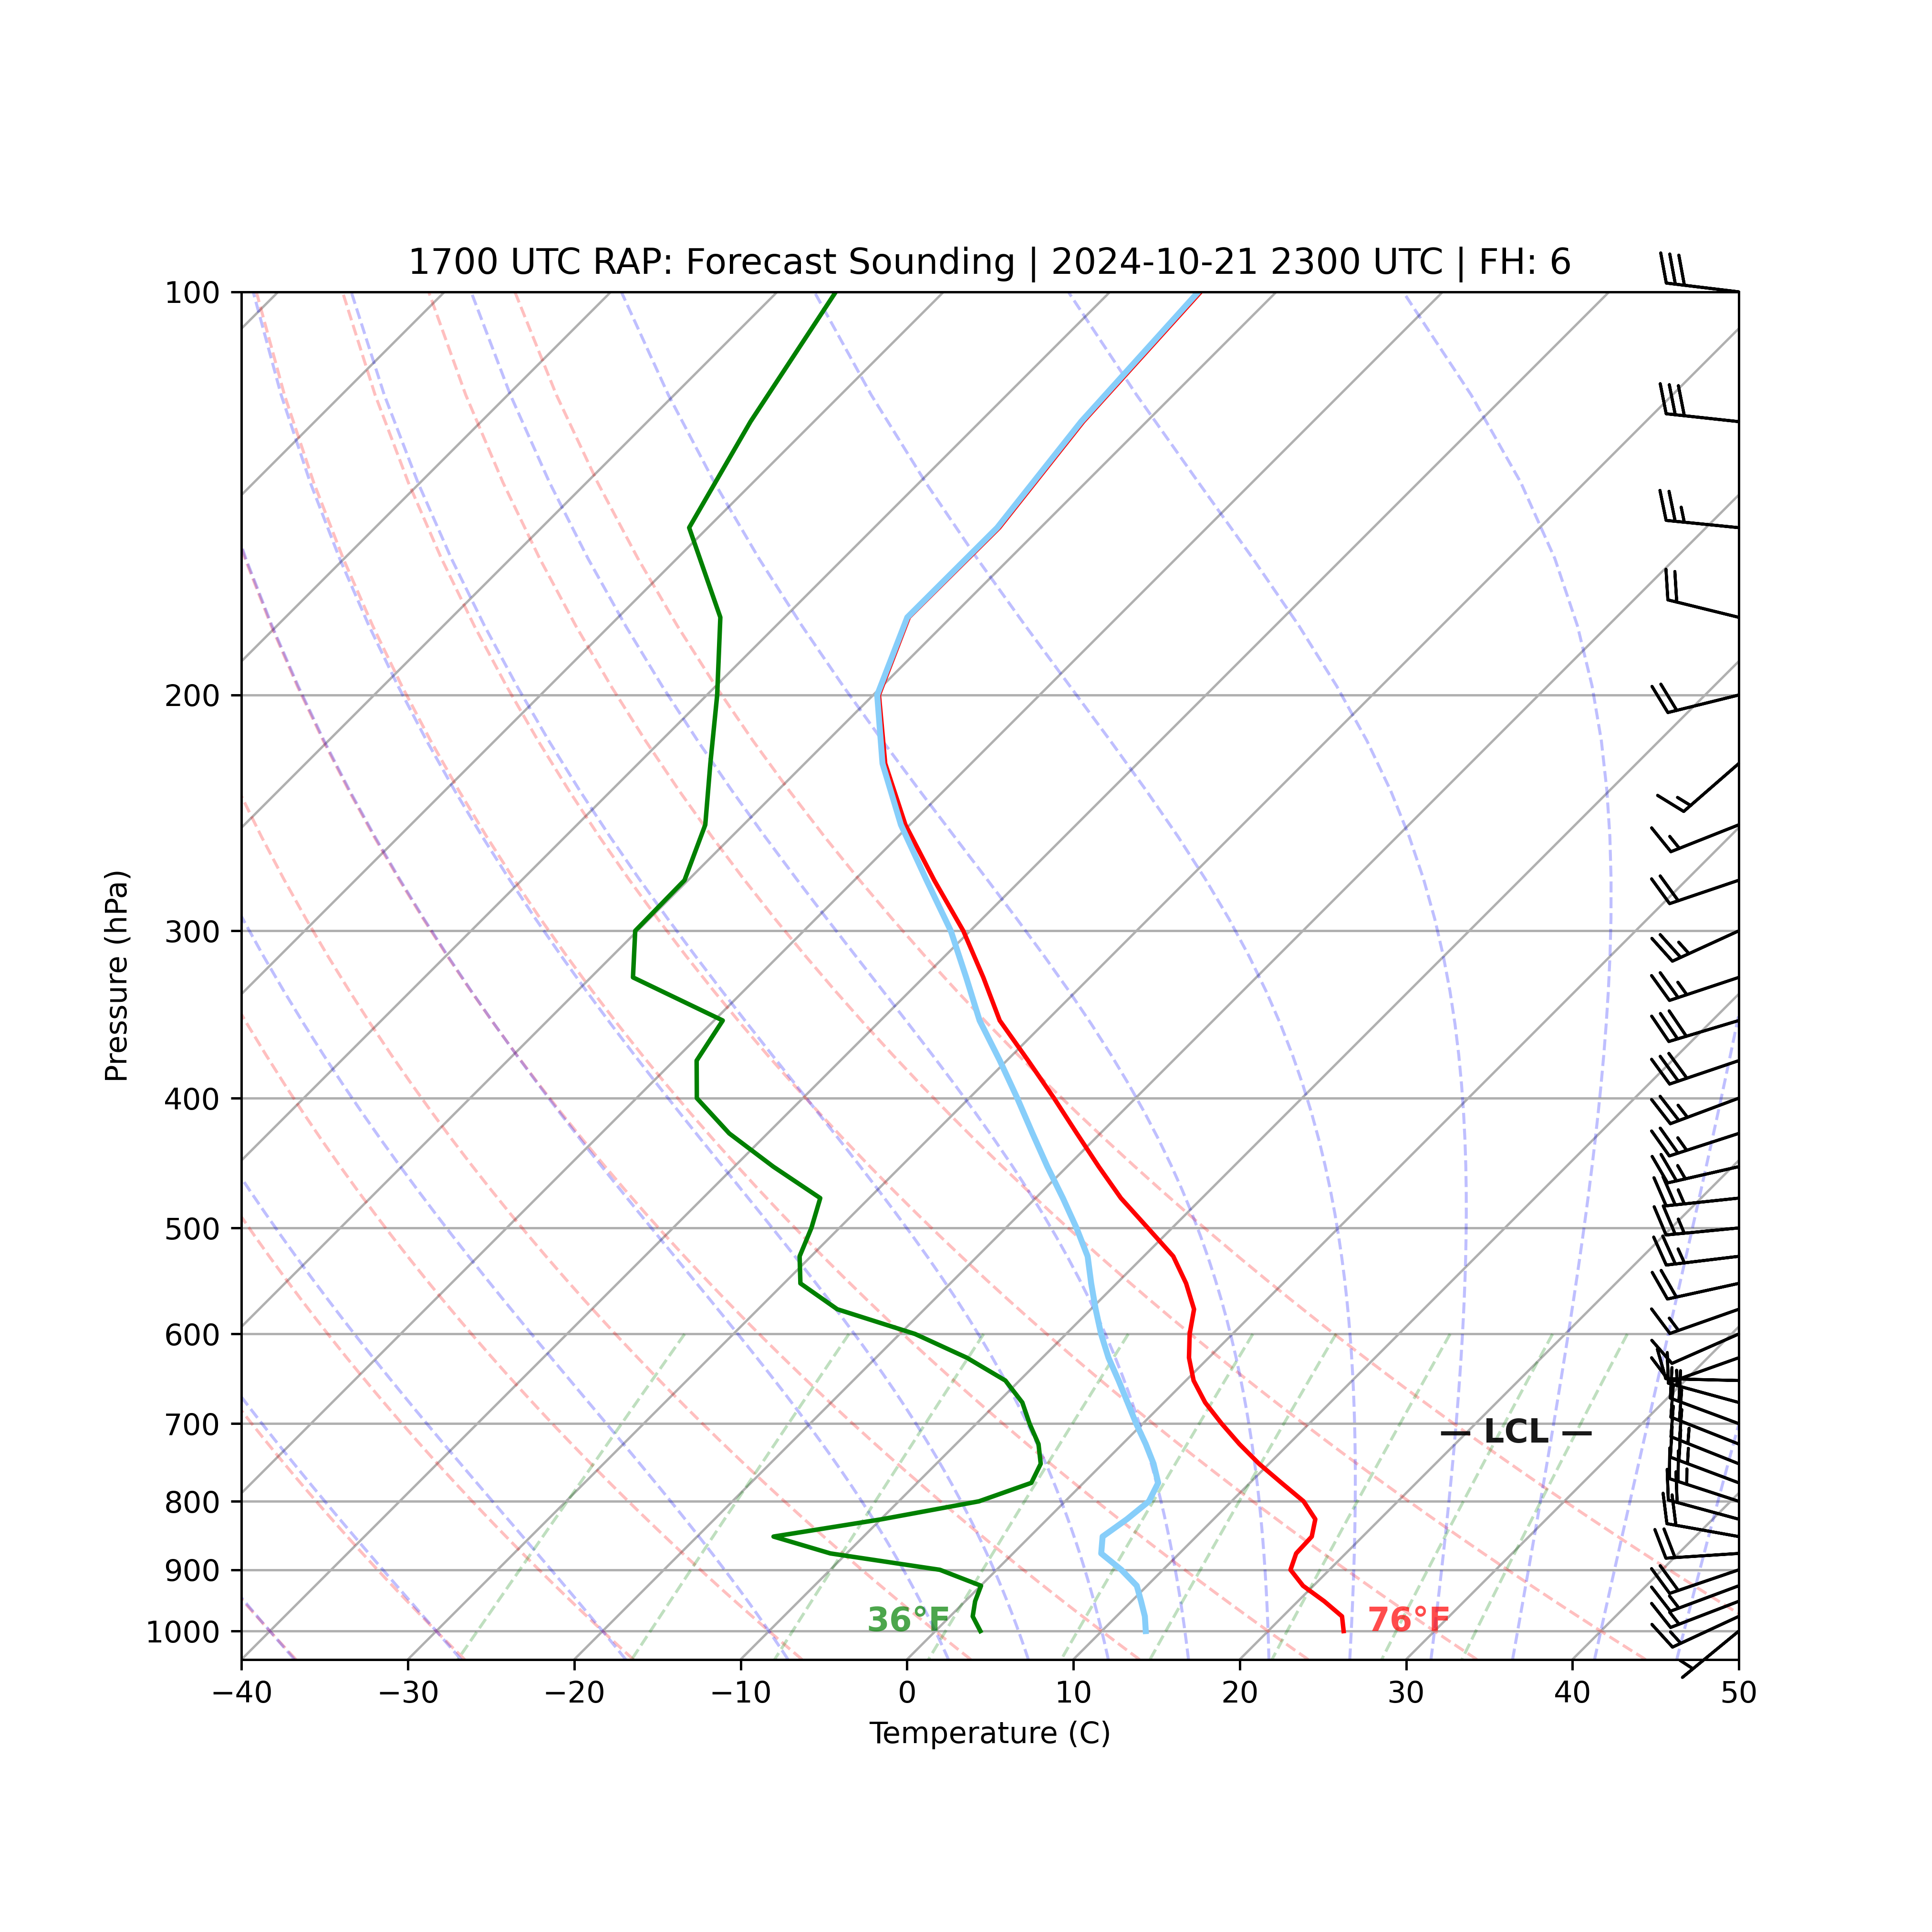 1700 UTC RAP: Forecast Sounding | 2024-10-21 2300 UTC | FH: 6
100
200
300
400
500
600
700
800
900
1000
Pressure (hPa)
— LCL —
36°F
76°F
−40 −30 −20 −10 0 10 20 30 40 50
Temperature (C)